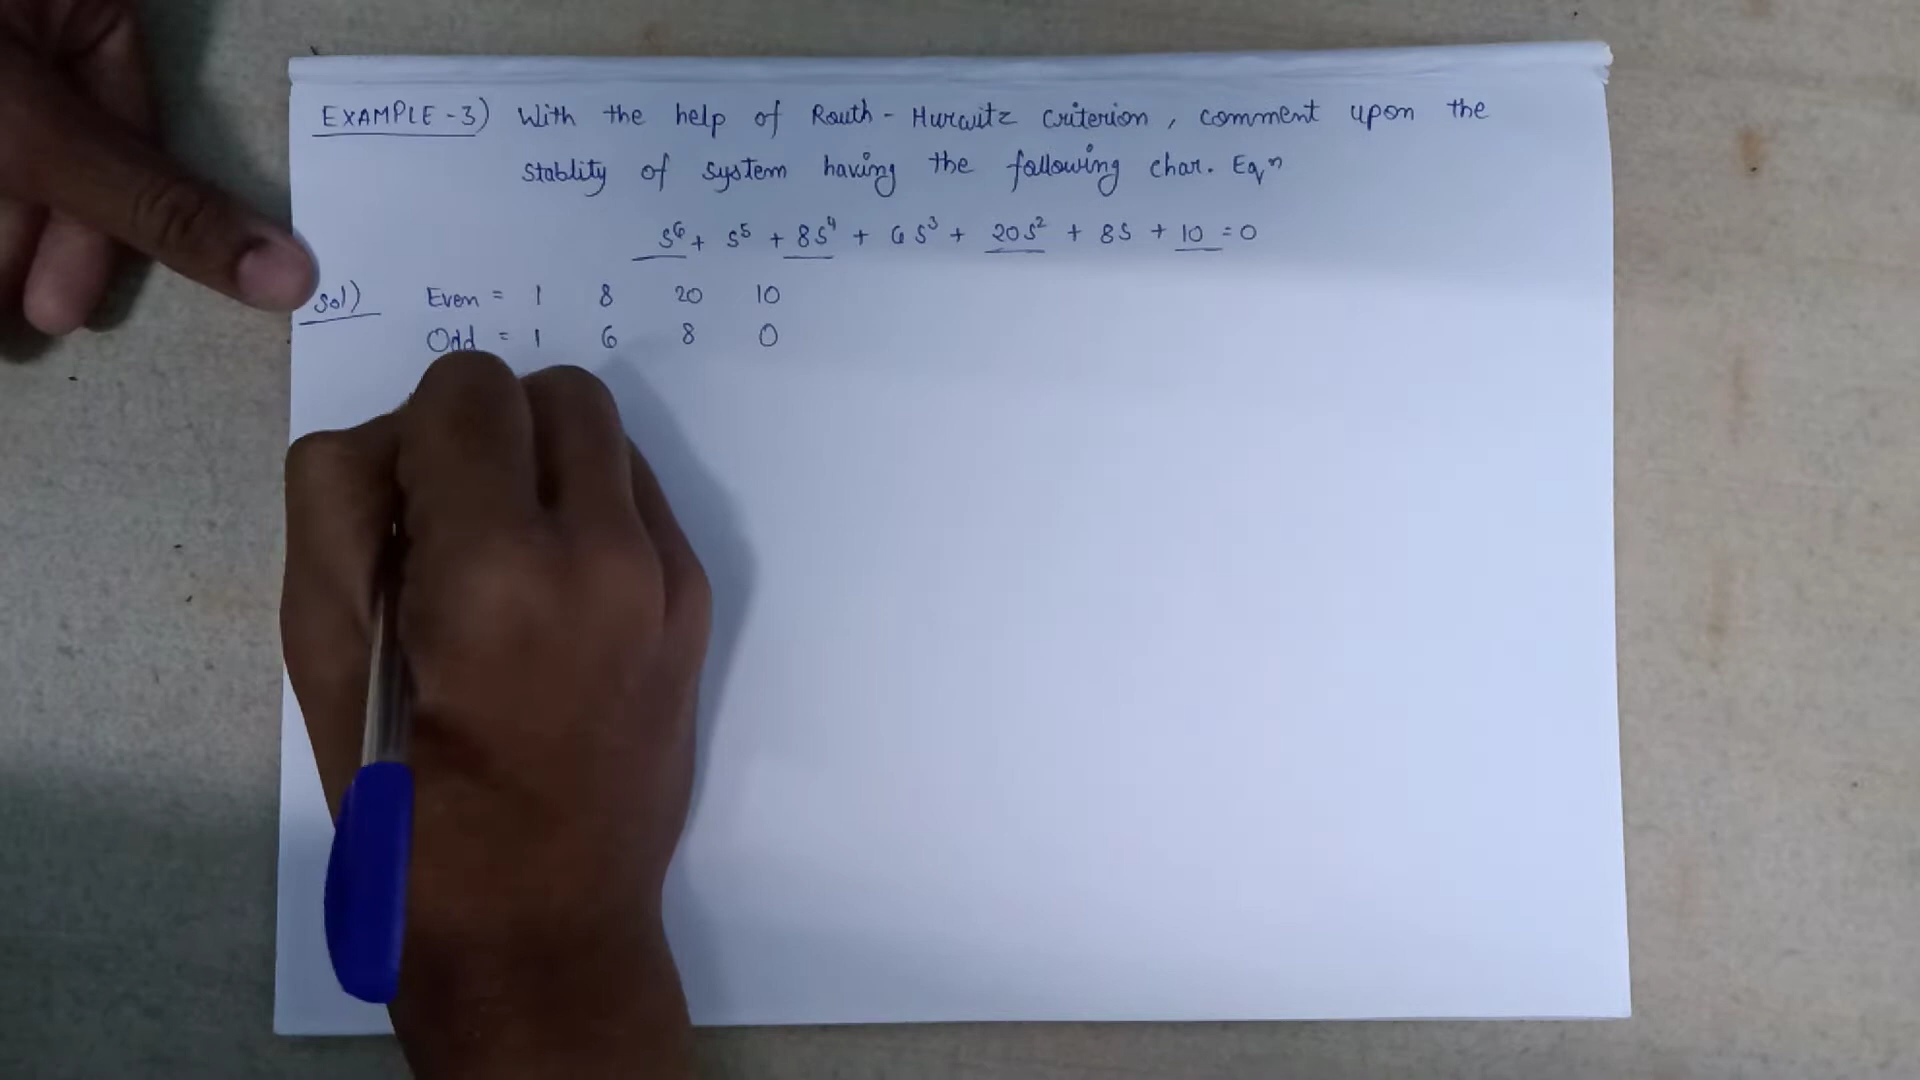 EXAMPLE-3) With the help of Routh - Hurwitz criterion, comment upon the
stablity of system having the following char. Eqⁿ
s⁶ + s⁵ + 8s⁴ + 6s³ + 20s² + 8s + 10 = 0
Sol) Even = 1 8 20 10
Odd = 1 6 8 0